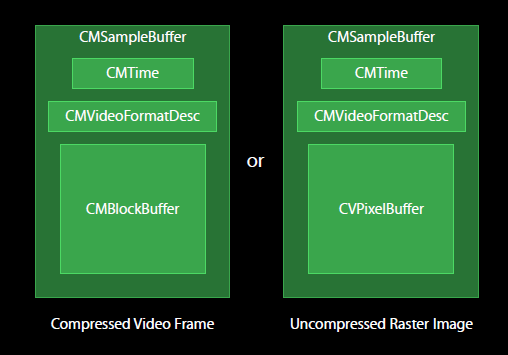 CMSampleBuffer
CMTime
CMVideoFormatDesc
CMBlockBuffer
Compressed Video Frame
or
CMSampleBuffer
CMTime
CMVideoFormatDesc
CVPixelBuffer
Uncompressed Raster Image